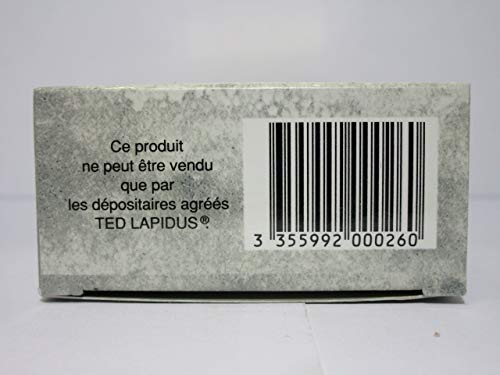 Ce produit
ne peut être vendu
que par
les dépositaires agréés
TED LAPIDUS®.
3 355992 000260